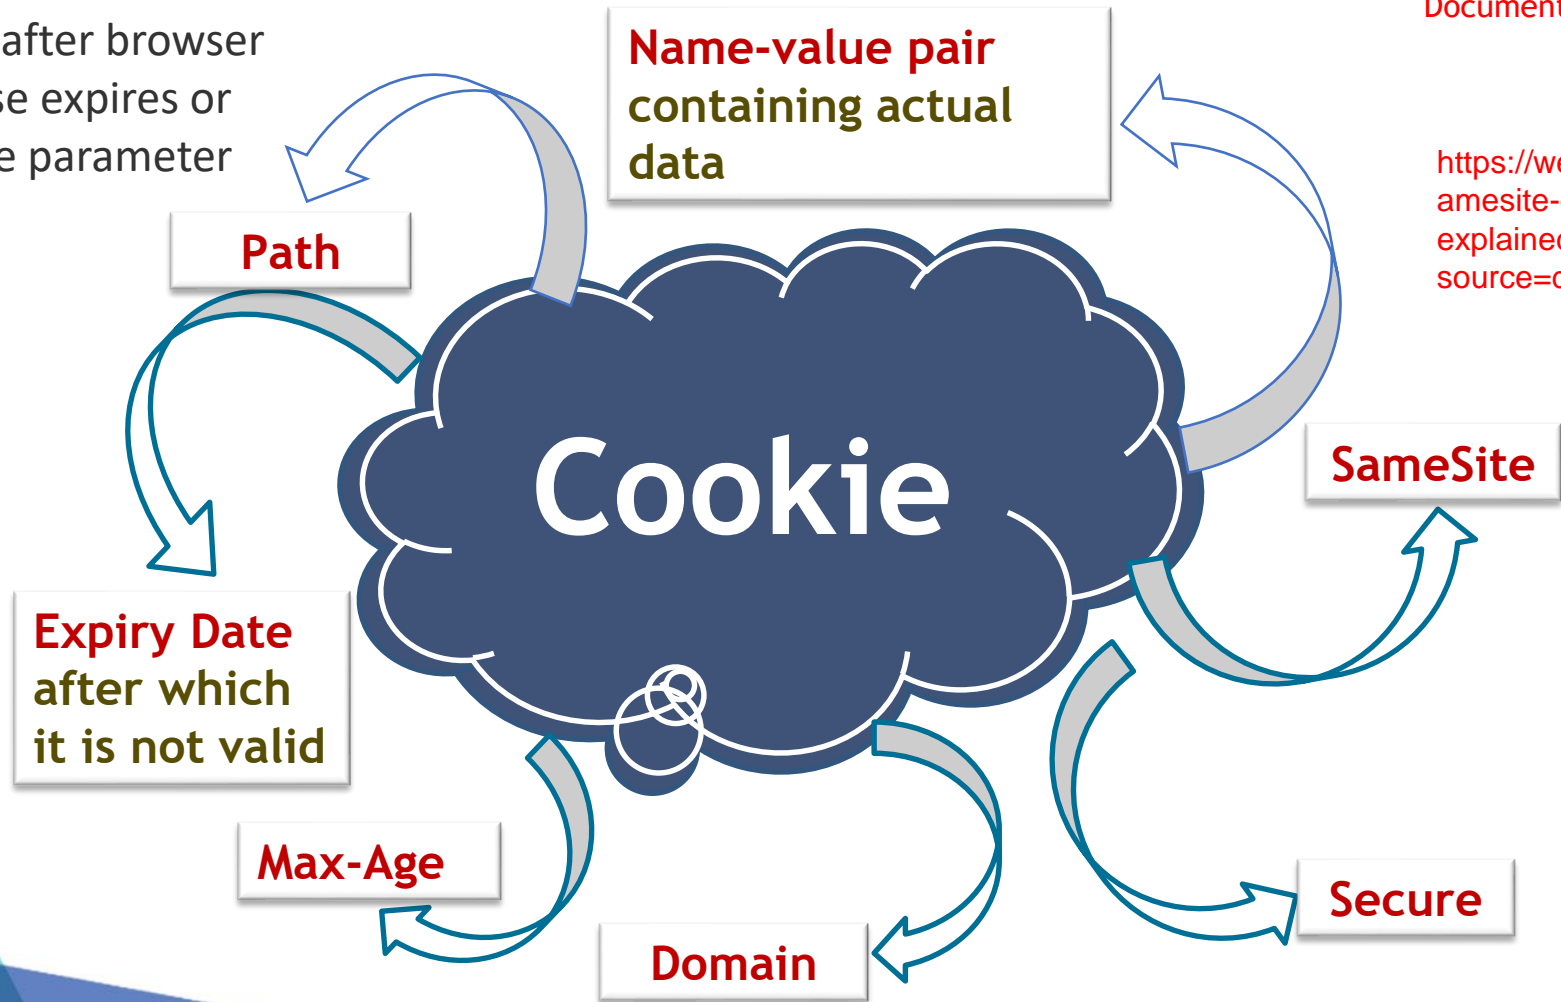 after browser
se expires or
e parameter
Name-value pair
containing actual
data
Document
https://we
amesite-
explained
source=c
Path
Cookie
SameSite
Expiry Date
after which
it is not valid
Max-Age
Domain
Secure